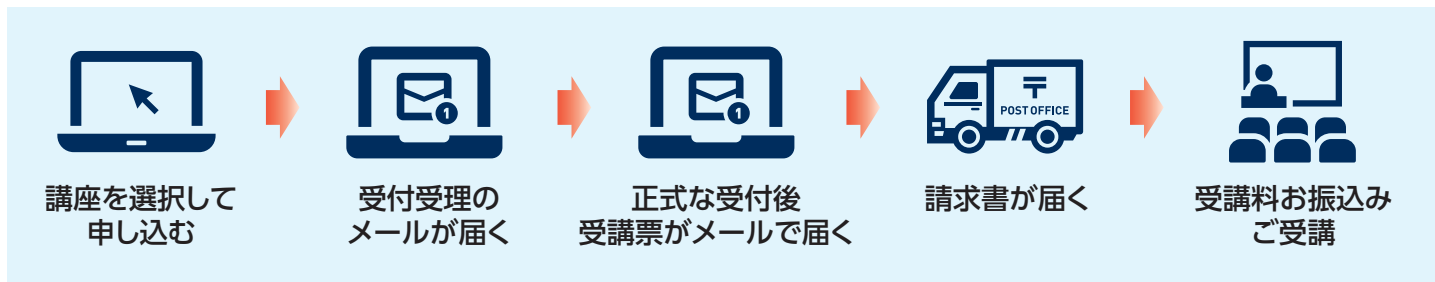 講座を選択して
申し込む
1
受付受理の
メールが届く
1
正式な受付後
受講票がメールで届く
〒
POST OFFICE
請求書が届く
受講料お振込み
ご受講